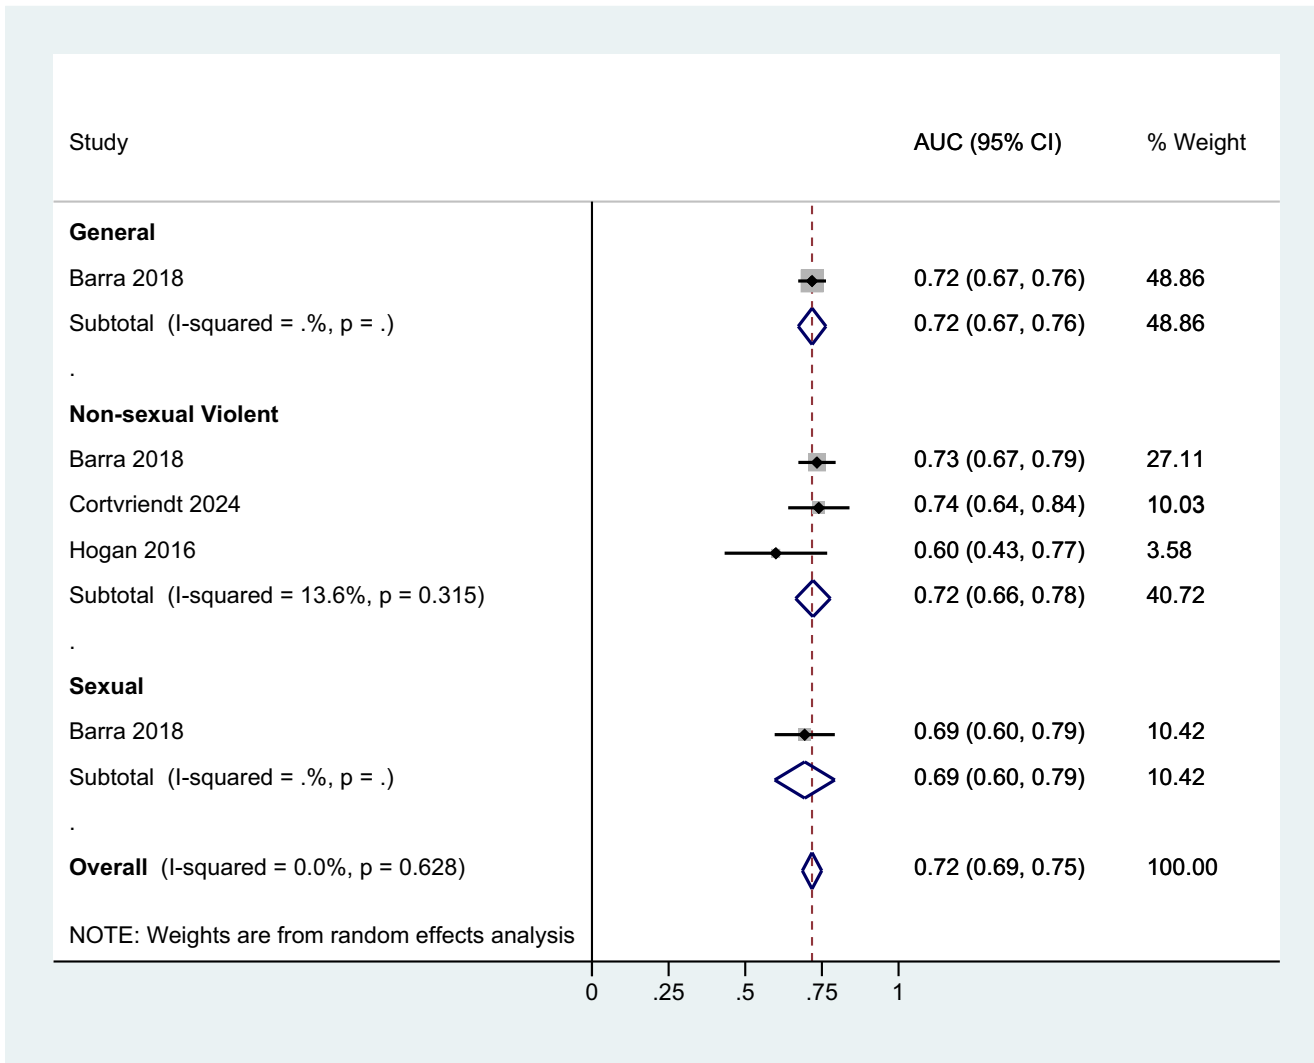 Study AUC (95% CI) % Weight
General
Barra 2018 0.72 (0.67, 0.76) 48.86
Subtotal (I-squared = .%, p = .) 0.72 (0.67, 0.76) 48.86
.
Non-sexual Violent
Barra 2018 0.73 (0.67, 0.79) 27.11
Cortvriendt 2024 0.74 (0.64, 0.84) 10.03
Hogan 2016 0.60 (0.43, 0.77) 3.58
Subtotal (I-squared = 13.6%, p = 0.315) 0.72 (0.66, 0.78) 40.72
.
Sexual
Barra 2018 0.69 (0.60, 0.79) 10.42
Subtotal (I-squared = .%, p = .) 0.69 (0.60, 0.79) 10.42
.
Overall (I-squared = 0.0%, p = 0.628) 0.72 (0.69, 0.75) 100.00
NOTE: Weights are from random effects analysis
0 .25 .5 .75 1